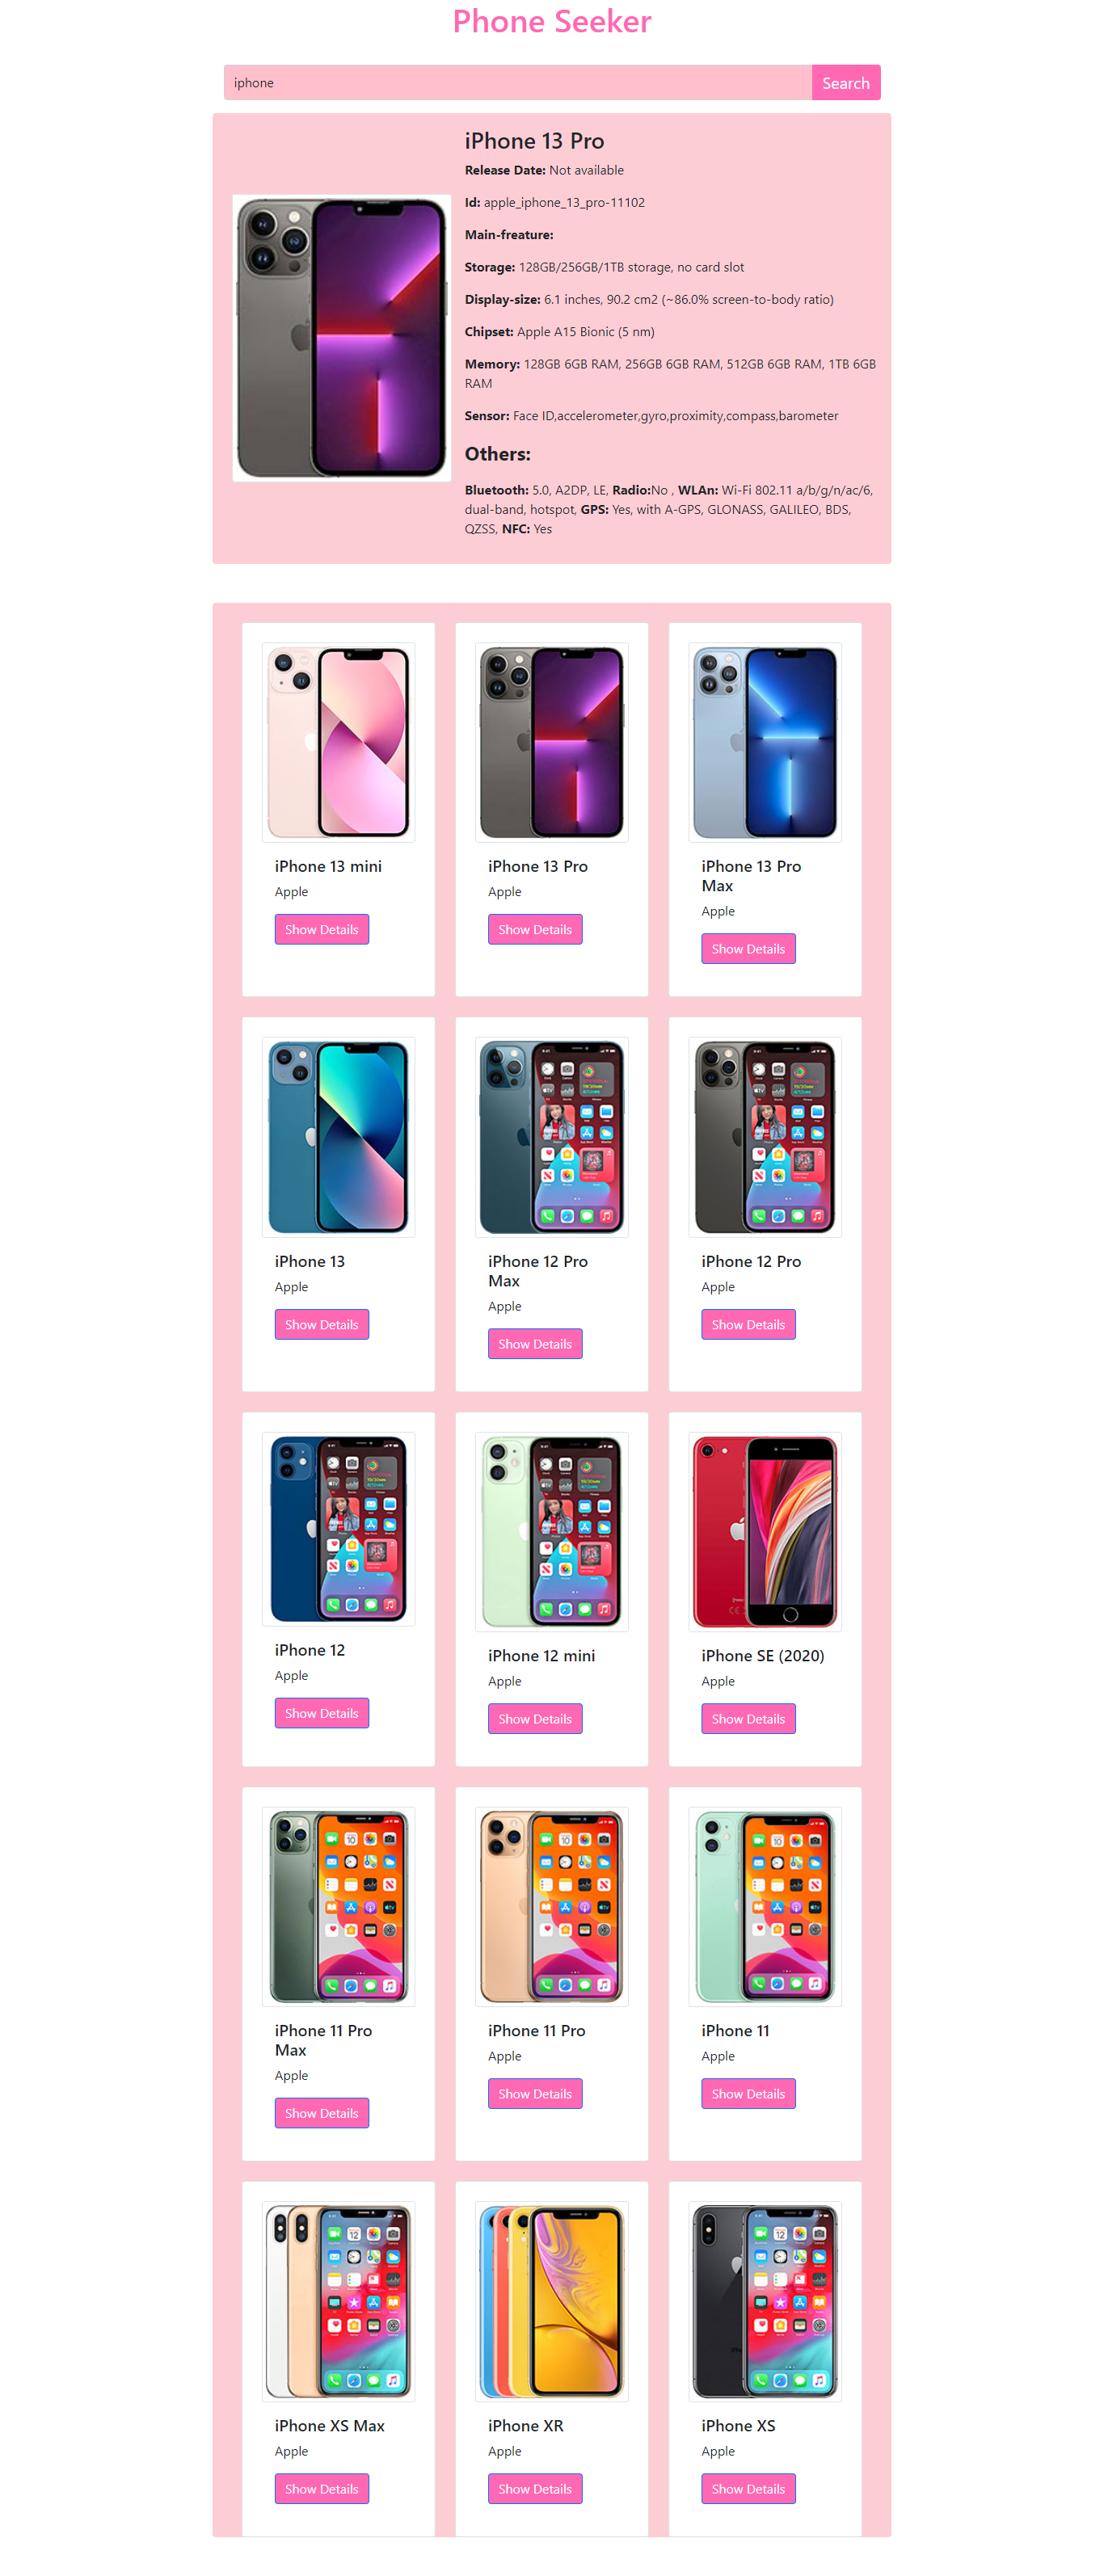 Phone Seeker
iphone
Search
iPhone 13 Pro
Release Date: Not available
Id: apple_iphone_13_pro-11102
Main-freature:
Storage: 128GB/256GB/1TB storage, no card slot
Display-size: 6.1 inches, 90.2 cm2 (~86.0% screen-to-body ratio)
Chipset: Apple A15 Bionic (5 nm)
Memory: 128GB 6GB RAM, 256GB 6GB RAM, 512GB 6GB RAM, 1TB 6GB
RAM
Sensor: Face ID,accelerometer,gyro,proximity,compass,barometer
Others:
Bluetooth: 5.0, A2DP, LE, Radio:No , WLAn: Wi-Fi 802.11 a/b/g/n/ac/6,
dual-band, hotspot, GPS: Yes, with A-GPS, GLONASS, GALILEO, BDS,
QZSS, NFC: Yes
iPhone 13 mini
Apple
Show Details
iPhone 13 Pro
Apple
Show Details
iPhone 13 Pro
Max
Apple
Show Details
iPhone 13
Apple
Show Details
iPhone 12 Pro
Max
Apple
Show Details
iPhone 12 Pro
Apple
Show Details
iPhone 12
Apple
Show Details
iPhone 12 mini
Apple
Show Details
iPhone SE (2020)
Apple
Show Details
iPhone 11 Pro
Max
Apple
Show Details
iPhone 11 Pro
Apple
Show Details
iPhone 11
Apple
Show Details
iPhone XS Max
Apple
Show Details
iPhone XR
Apple
Show Details
iPhone XS
Apple
Show Details